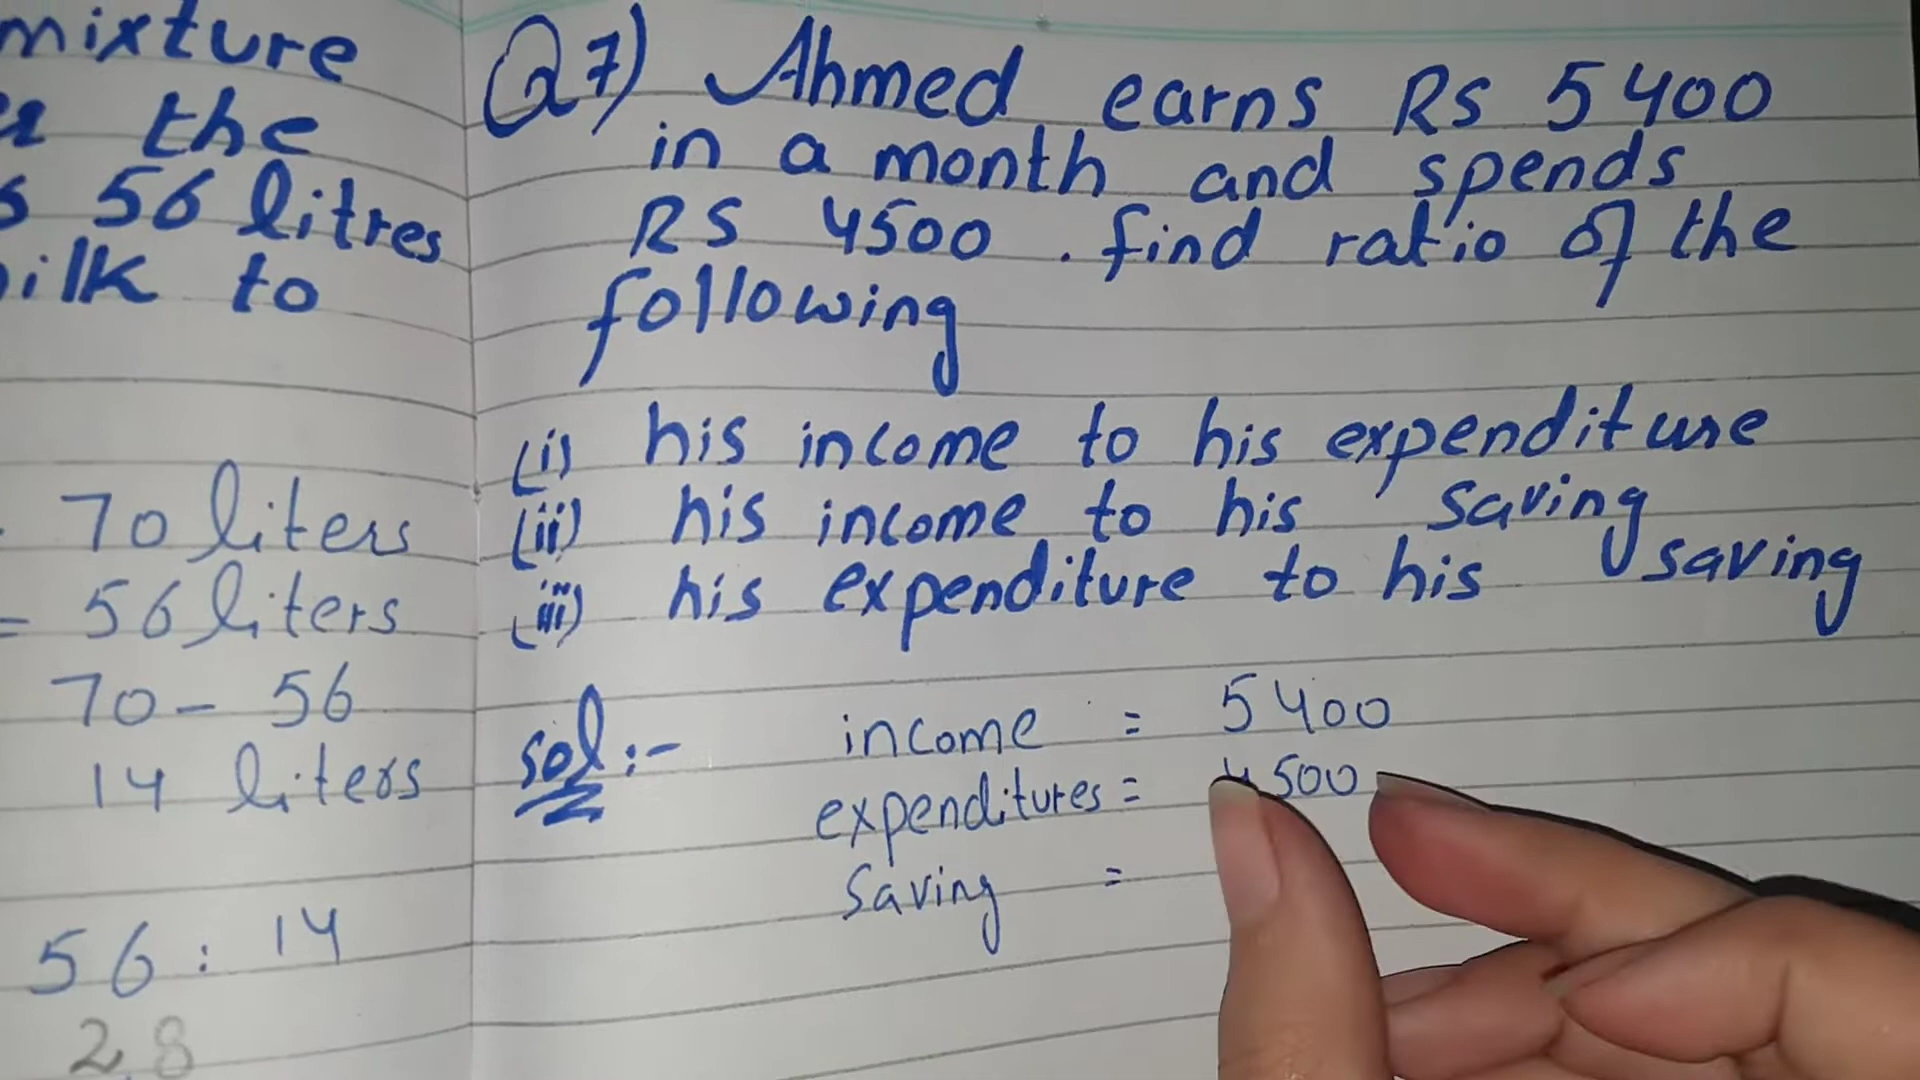 mixture
the
56 litres
to
70 liters
= 56 liters
70 - 56
14 liters
56 : 14
28
Q7) Ahmed earns Rs 5400
in a month and spends
RS 4500 . find ratio of the
following
(i) his income to his expenditure
(ii) his income to his saving
(iii) his expenditure to his saving
sol:- income = 5400
expenditures = 4500
Saving =